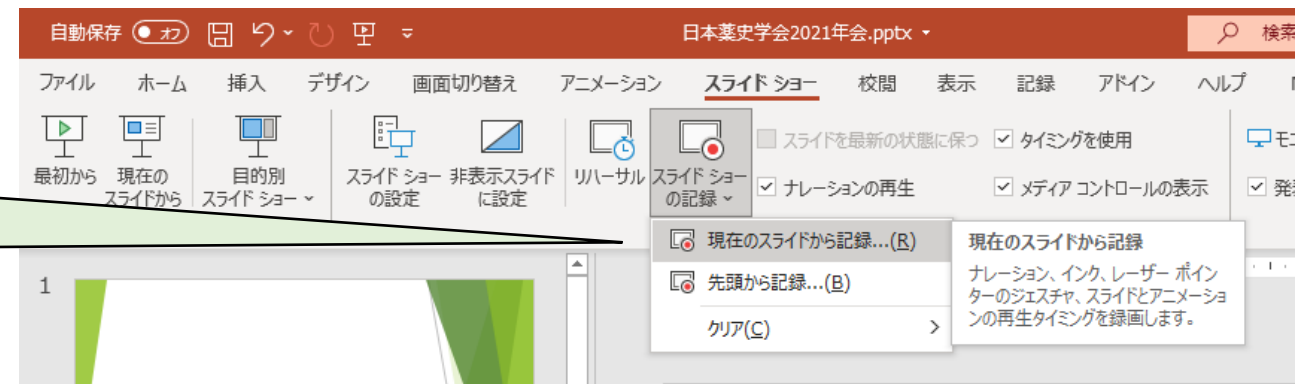 自動保存 オフ
日本薬史学会2021年会.pptx
検索
ファイル ホーム 挿入 デザイン 画面切り替え アニメーション スライド ショー 校閲 表示 記録 アドイン ヘルプ
最初から
現在の
スライドから
目的別
スライド ショー
スライド ショー
の設定
非表示スライド
に設定
リハーサル
スライド ショー
の記録
スライドを最新の状態に保つ
ナレーションの再生
タイミングを使用
メディア コントロールの表示
モニ
発表
現在のスライドから記録...(R)
先頭から記録...(B)
クリア(C)
現在のスライドから記録
ナレーション、インク、レーザー ポイン
ターのジェスチャ、スライドとアニメーショ
ンの再生タイミングを録画します。
1